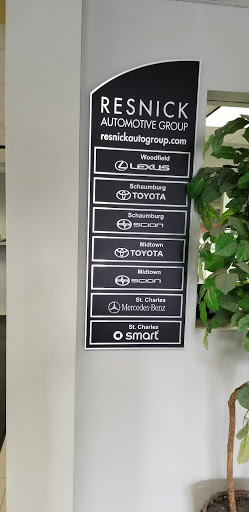 RESNICK
AUTOMOTIVE GROUP
resnickautogroup.com
Woodfield
LEXUS
Schaumburg
TOYOTA
Schaumburg
SCION
Midtown
TOYOTA
Midtown
SCION
St. Charles
Mercedes-Benz
St. Charles
smart